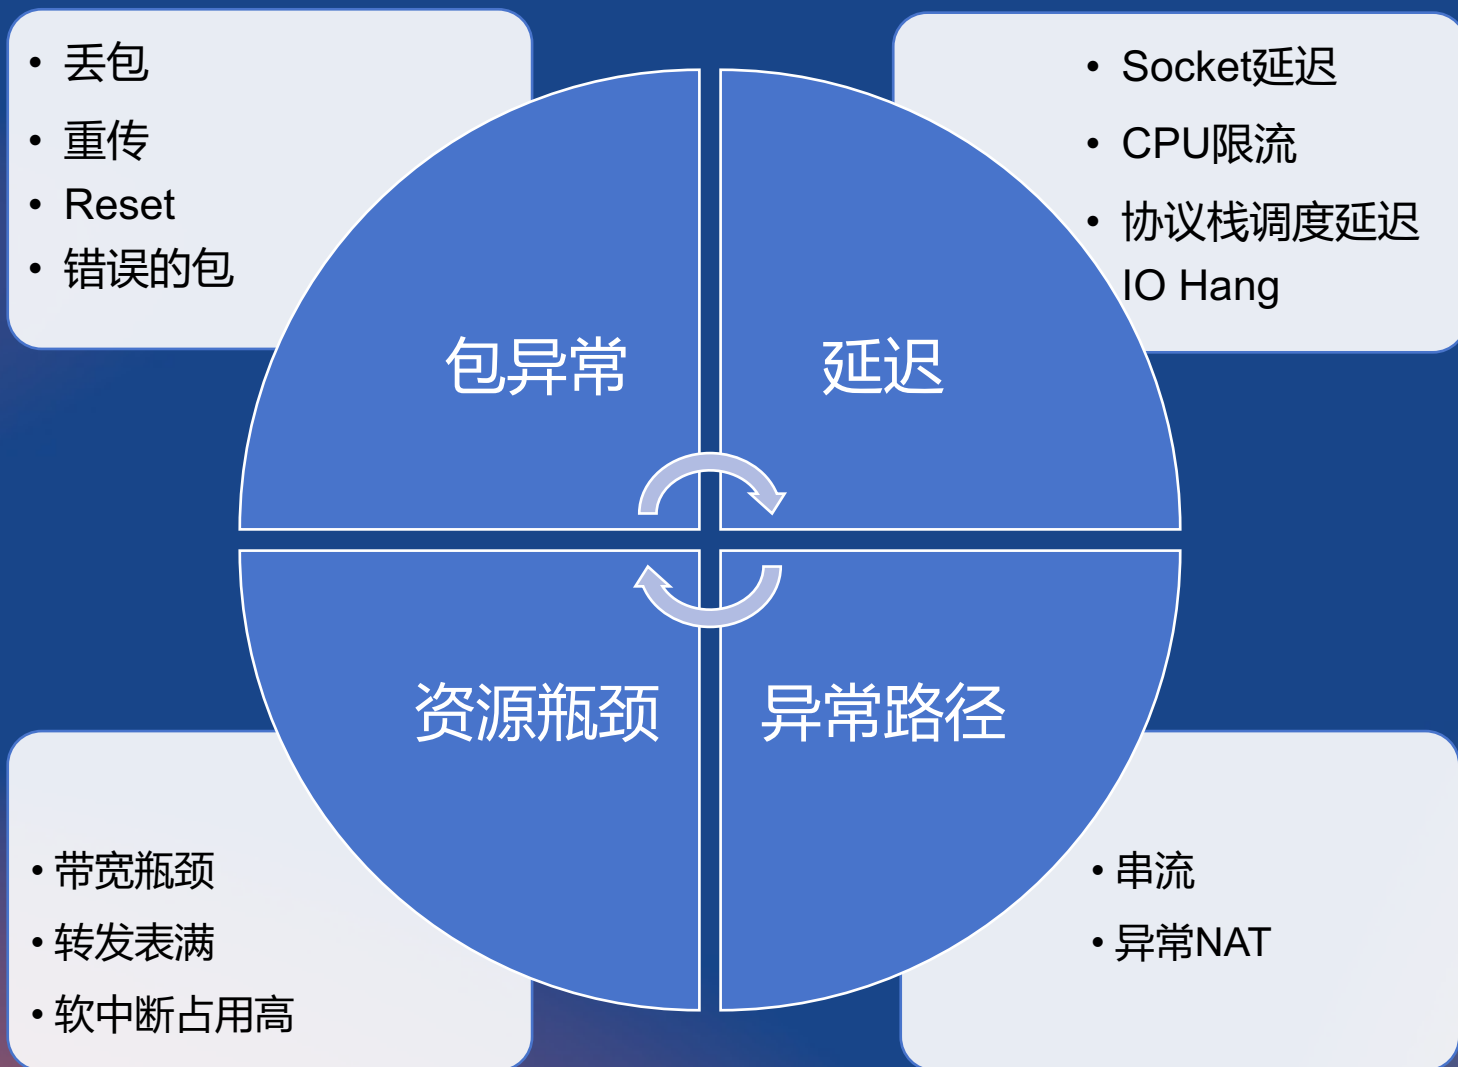 • 丢包
• 重传
• Reset
• 错误的包
• Socket延迟
• CPU限流
• 协议栈调度延迟
IO Hang
包异常
延迟
资源瓶颈
异常路径
• 带宽瓶颈
• 转发表满
• 软中断占用高
• 串流
• 异常NAT